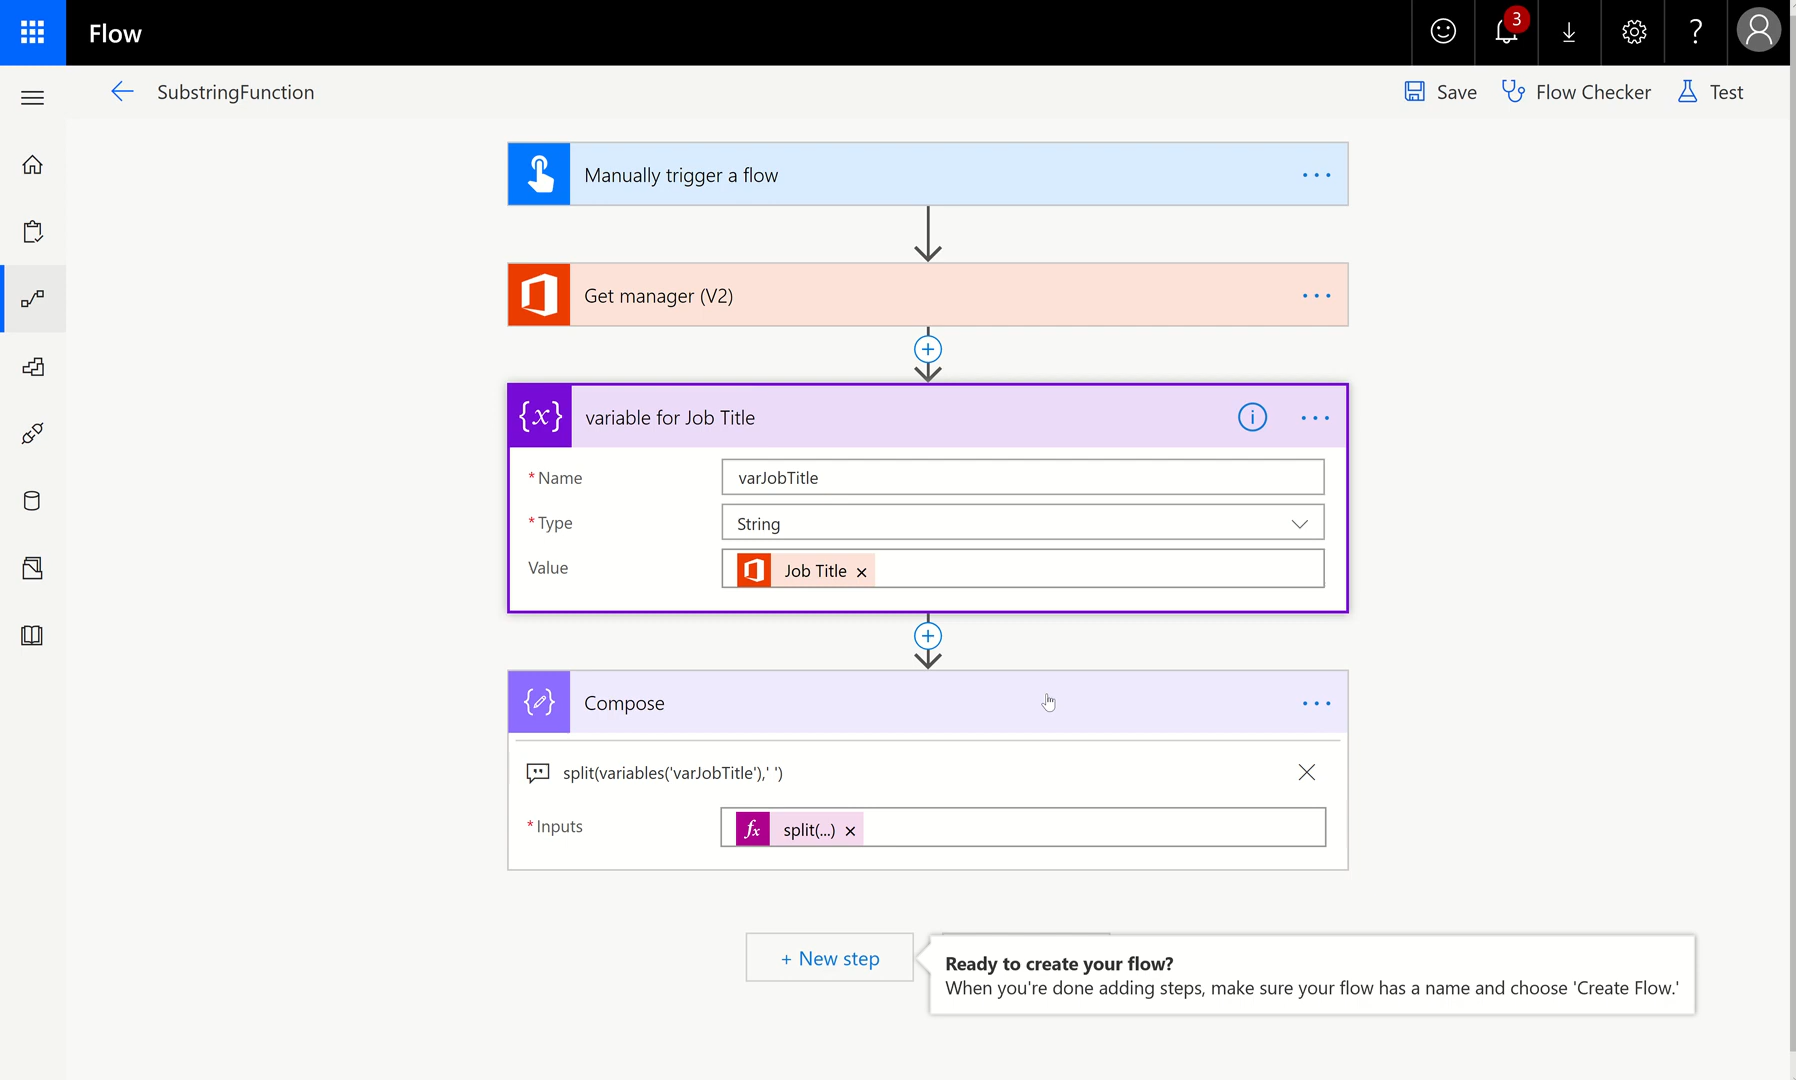 Flow
3
?
SubstringFunction
Save
Flow Checker
Test
Manually trigger a flow
Get manager (V2)
{x} variable for Job Title
* Name
varJobTitle
* Type
String
Value
Job Title ×
Compose
split(variables('varJobTitle'),' ')
* Inputs
fx split(...) ×
+ New step
Ready to create your flow?
When you're done adding steps, make sure your flow has a name and choose 'Create Flow.'